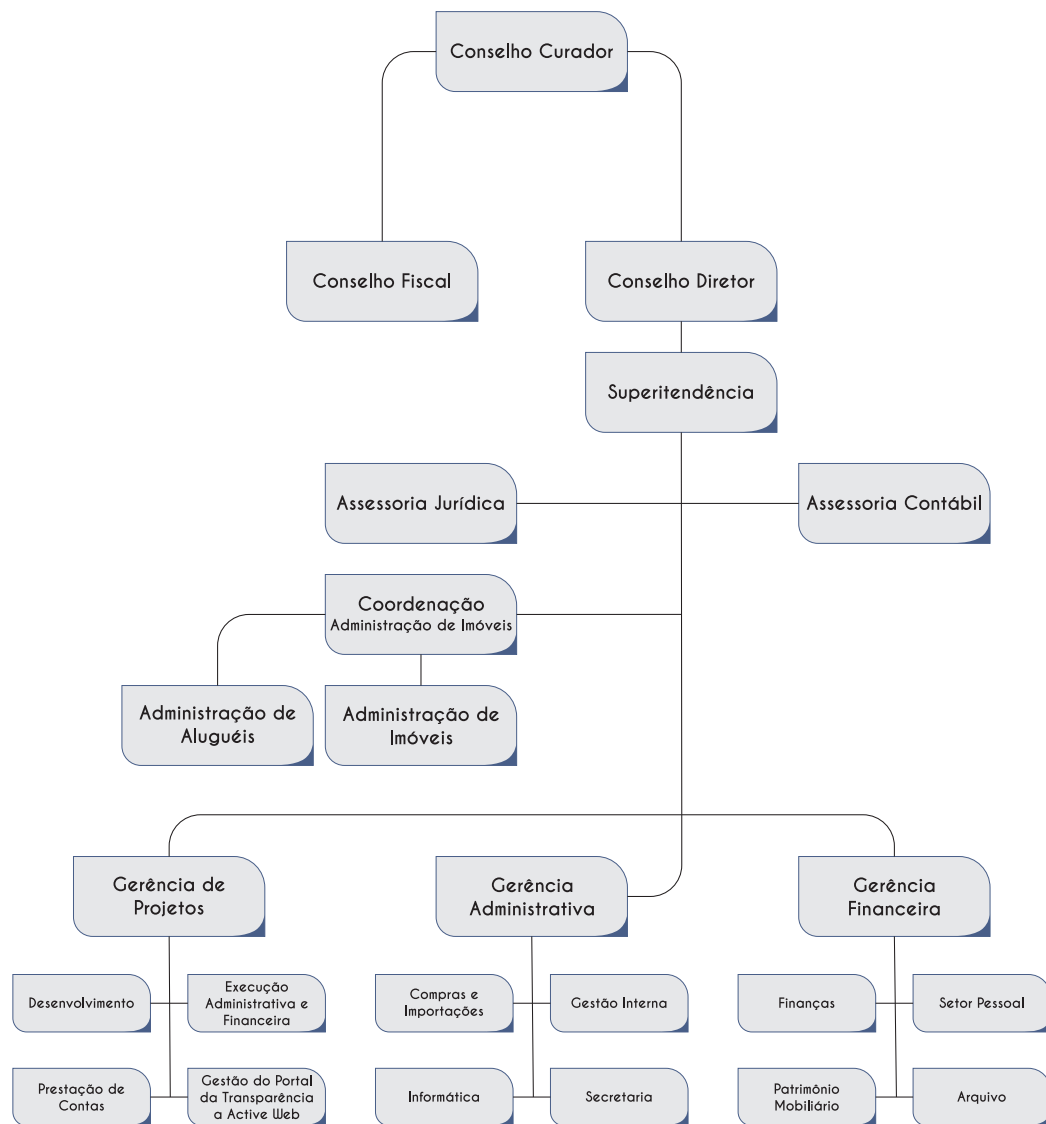 Conselho Curador
Conselho Fiscal
Conselho Diretor
Superitendência
Assessoria Jurídica
Assessoria Contábil
Coordenação
Administração de Imóveis
Administração de
Aluguéis
Administração de
Imóveis
Gerência de
Projetos
Gerência
Administrativa
Gerência
Financeira
Desenvolvimento
Execução
Administrativa e
Financeira
Compras e
Importações
Gestão Interna
Finanças
Setor Pessoal
Prestação de
Contas
Gestão do Portal
da Transparência
a Active Web
Informática
Secretaria
Patrimônio
Mobiliário
Arquivo